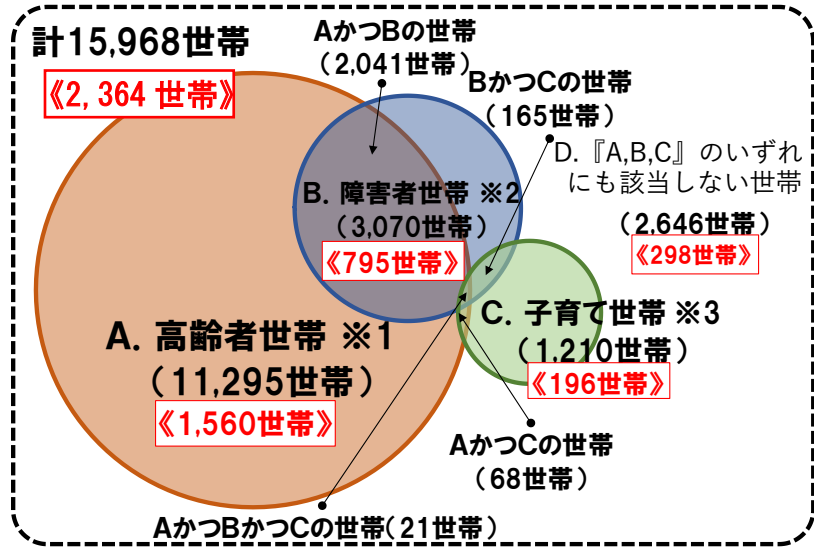 計15,968世帯
《2,364 世帯》
AかつBの世帯
（2,041世帯）
BかつCの世帯
（165世帯）
D.『A,B,C』のいずれ
にも該当しない世帯
（2,646世帯）
《298世帯》
B. 障害者世帯 ※2
（3,070世帯）
《795世帯》
C. 子育て世帯 ※3
（1,210世帯）
《196世帯》
A. 高齢者世帯 ※1
（11,295世帯）
《1,560世帯》
AかつCの世帯
（68世帯）
AかつBかつCの世帯（21世帯）